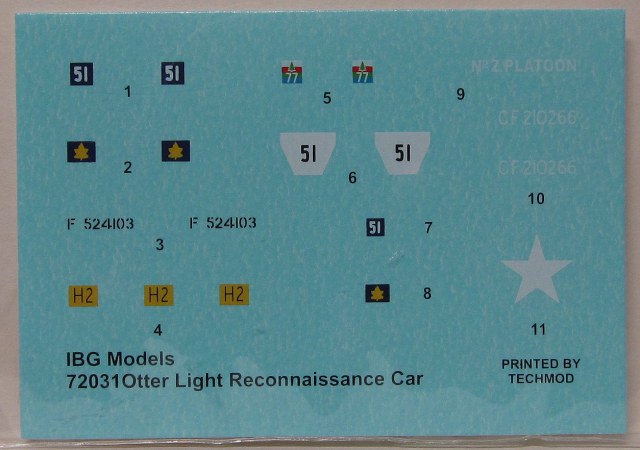 51 51
1
77 77
5
Nº2 PLATOON
9
CF 210266
2
51 51
6
CF 210266
10
F 524103 F 524103
3
51
7
H2 H2 H2
4
8
11
IBG Models
72031Otter Light Reconnaissance Car
PRINTED BY
TECHMOD